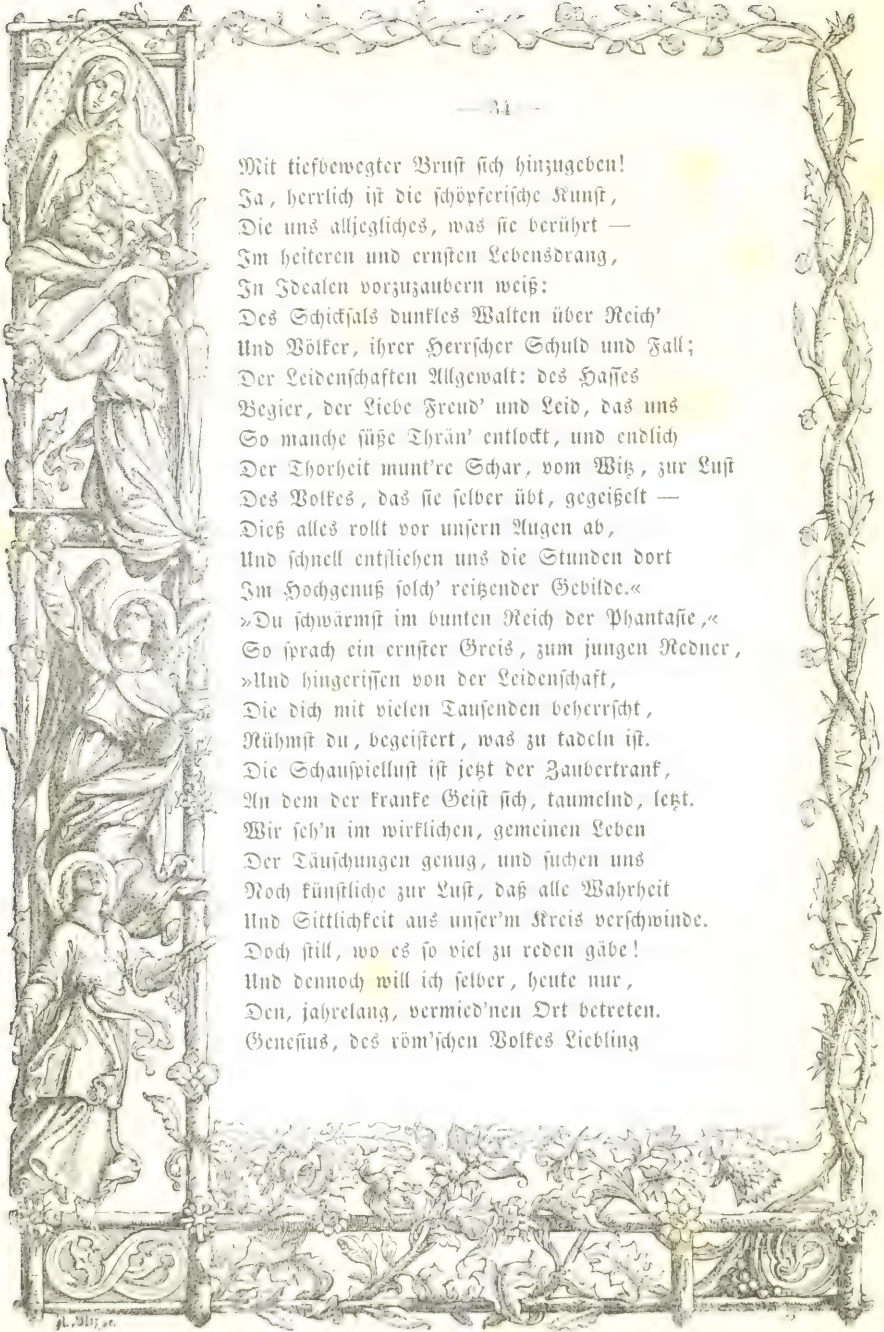 — 34 —
Mit tiefbewegter Brust sich hinzugeben!
Ja, herrlich ist die schöpferische Kunst,
Die uns alljegliches, was sie berührt —
Im heiteren und ernsten Lebensdrang,
In Idealen vorzuzaubern weiß:
Des Schicksals dunkles Walten über Reich'
Und Völker, ihrer Herrscher Schuld und Fall;
Der Leidenschaften Allgewalt: des Hasses
Begier, der Liebe Freud' und Leid, das uns
So manche süße Thrän' entlockt, und endlich
Der Thorheit munt're Schar, vom Witz, zur Lust
Des Volkes, das sie selber übt, gegeißelt —
Dieß alles rollt vor unsern Augen ab,
Und schnell entfliehen uns die Stunden dort
Im Hochgenuß solch' reitzender Gebilde.«
»Du schwärmst im bunten Reich der Phantasie,«
So sprach ein ernster Greis, zum jungen Redner,
»Und hingerissen von der Leidenschaft,
Die dich mit vielen Tausenden beherrscht,
Rühmst du, begeistert, was zu tadeln ist.
Die Schauspiellust ist jetzt der Zaubertrank,
An dem der kranke Geist sich, taumelnd, letzt.
Wir seh'n im wirklichen, gemeinen Leben
Der Täuschungen genug, und suchen uns
Noch künstliche zur Lust, daß alle Wahrheit
Und Sittlichkeit aus unser'm Kreis verschwinde.
Doch still, wo es so viel zu reden gäbe!
Und dennoch will ich selber, heute nur,
Den, jahrelang, vermied'nen Ort betreten.
Genesius, des röm'schen Volkes Liebling